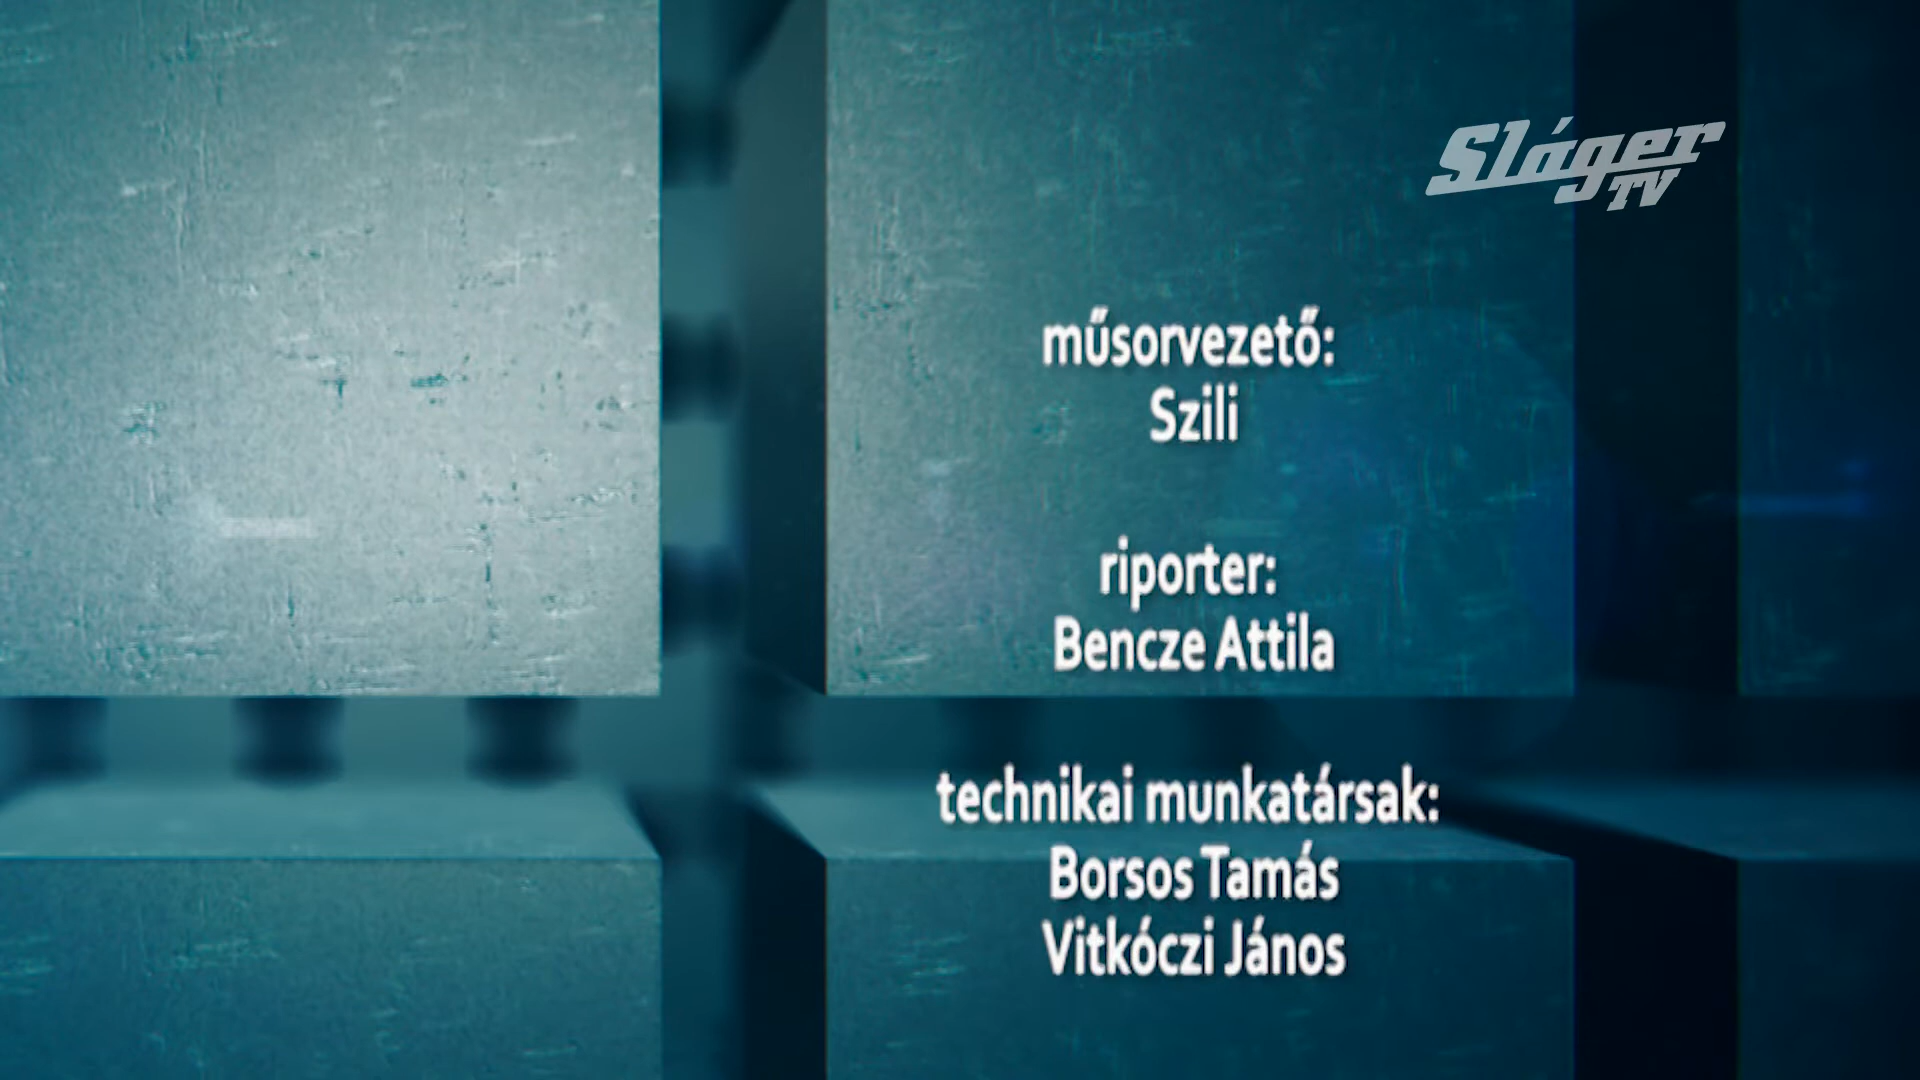 Sláger
TV
műsorvezető:
Szili
riporter:
Bencze Attila
technikai munkatársak:
Borsos Tamás
Vitkóczi János